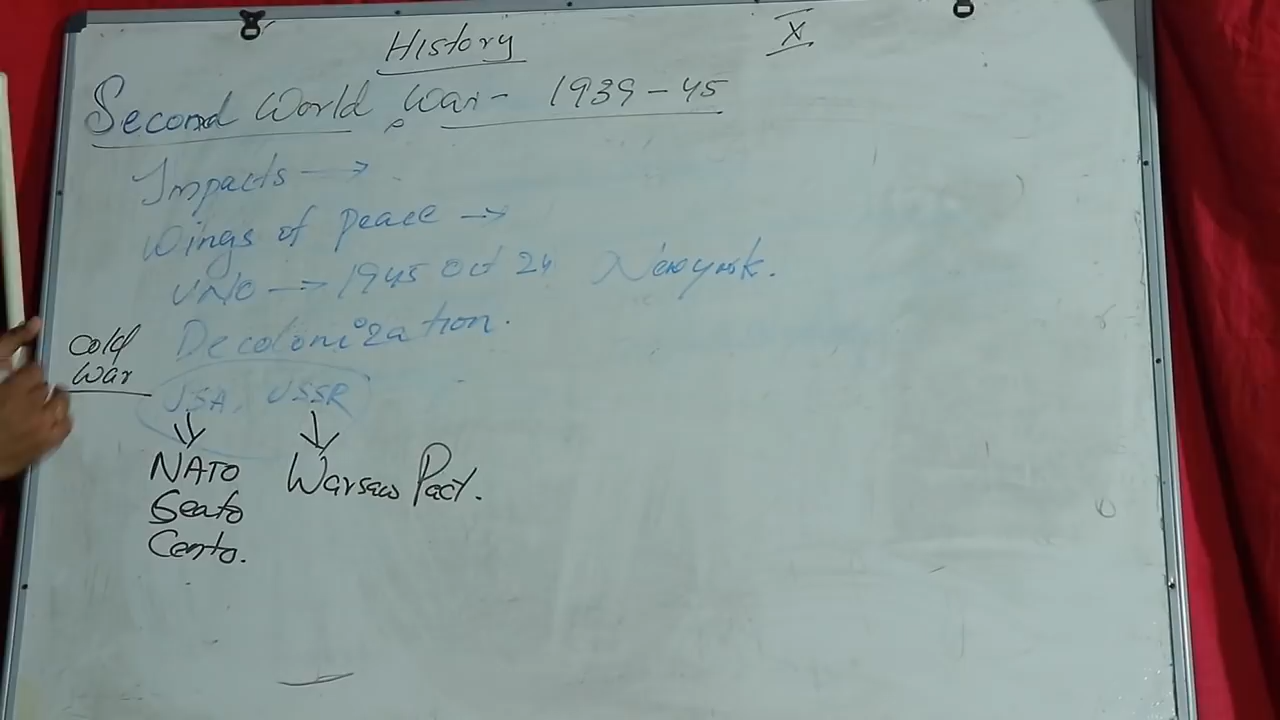 History
X
Second World War - 1939-45
Impacts →
Wings of peace →
UNO → 1945 Oct 24 Newyork.
Decolonization.
Cold War
USA, USSR
NATO
Seato
Cento.
Warsaw Pact.